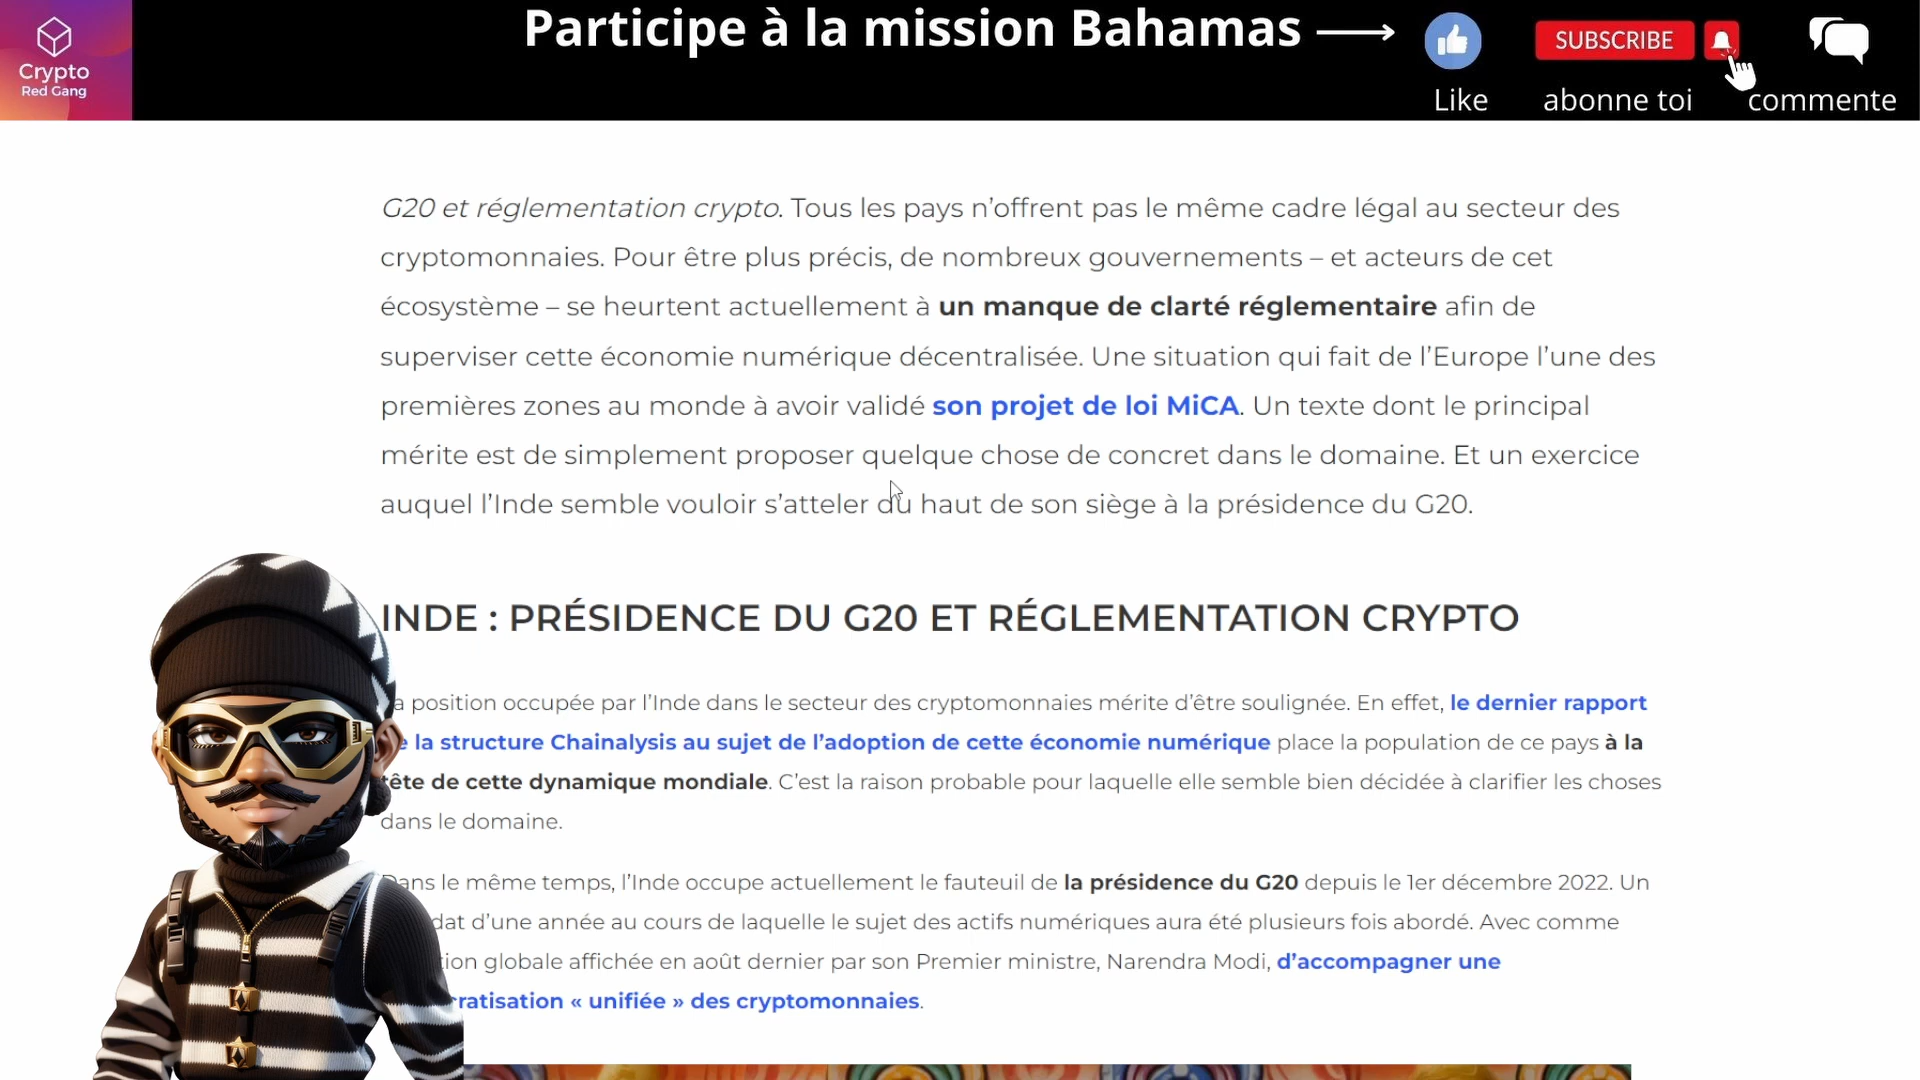 Crypto
Red Gang
Participe à la mission Bahamas
SUBSCRIBE
Like
abonne toi
commente
G20 et réglementation crypto. Tous les pays n’offrent pas le même cadre légal au secteur des
cryptomonnaies. Pour être plus précis, de nombreux gouvernements – et acteurs de cet
écosystème – se heurtent actuellement à un manque de clarté réglementaire afin de
superviser cette économie numérique décentralisée. Une situation qui fait de l’Europe l’une des
premières zones au monde à avoir validé son projet de loi MiCA. Un texte dont le principal
mérite est de simplement proposer quelque chose de concret dans le domaine. Et un exercice
auquel l’Inde semble vouloir s’atteler du haut de son siège à la présidence du G20.
INDE : PRÉSIDENCE DU G20 ET RÉGLEMENTATION CRYPTO
position occupée par l’Inde dans le secteur des cryptomonnaies mérite d’être soulignée. En effet, le dernier rapport
la structure Chainalysis au sujet de l’adoption de cette économie numérique place la population de ce pays à la
tête de cette dynamique mondiale. C’est la raison probable pour laquelle elle semble bien décidée à clarifier les choses
dans le domaine.
Dans le même temps, l’Inde occupe actuellement le fauteuil de la présidence du G20 depuis le 1er décembre 2022. Un
d’une année au cours de laquelle le sujet des actifs numériques aura été plusieurs fois abordé. Avec comme
globale affichée en août dernier par son Premier ministre, Narendra Modi, d’accompagner une
« unifiée » des cryptomonnaies.